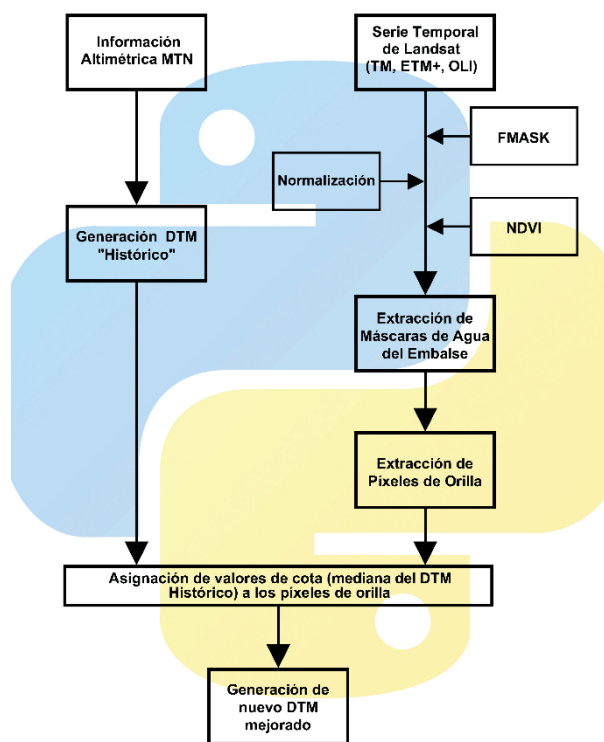 Información
Altimétrica MTN
Serie Temporal
de Landsat
(TM, ETM+, OLI)
FMASK
Normalización
NDVI
Generación DTM
"Histórico"
Extracción de
Máscaras de Agua
del Embalse
Extracción de
Píxeles de Orilla
Asignación de valores de cota (mediana del DTM
Histórico) a los píxeles de orilla
Generación de
nuevo DTM
mejorado